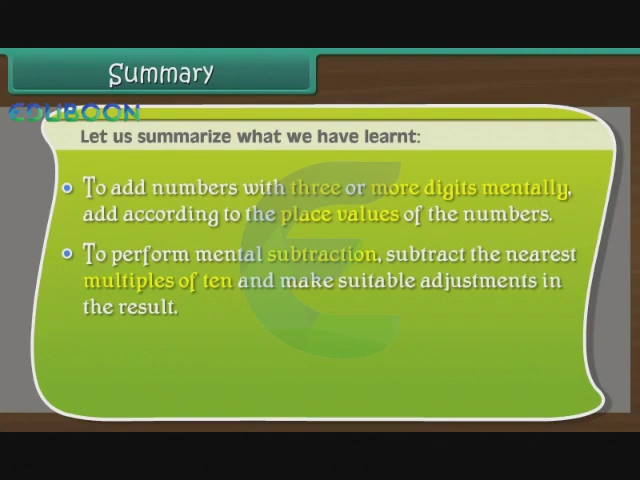 Summary
EDUBOON
Let us summarize what we have learnt:
To add numbers with three or more digits mentally,
add according to the place values of the numbers.
To perform mental subtraction, subtract the nearest
multiples of ten and make suitable adjustments in
the result.